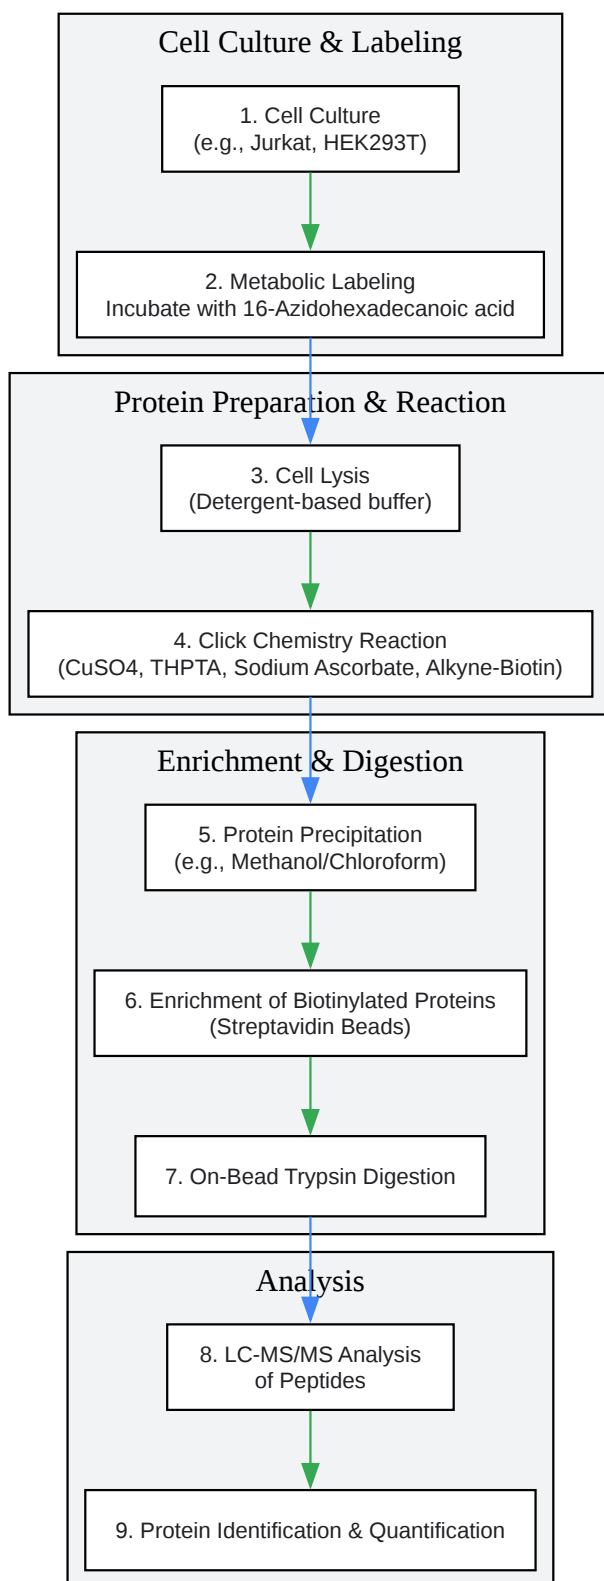 Cell Culture & Labeling
1. Cell Culture
(e.g., Jurkat, HEK293T)
2. Metabolic Labeling
Incubate with 16-Azidohexadecanoic acid
Protein Preparation & Reaction
3. Cell Lysis
(Detergent-based buffer)
4. Click Chemistry Reaction
(CuSO4, THPTA, Sodium Ascorbate, Alkyne-Biotin)
Enrichment & Digestion
5. Protein Precipitation
(e.g., Methanol/Chloroform)
6. Enrichment of Biotinylated Proteins
(Streptavidin Beads)
7. On-Bead Trypsin Digestion
Analysis
8. LC-MS/MS Analysis
of Peptides
9. Protein Identification & Quantification